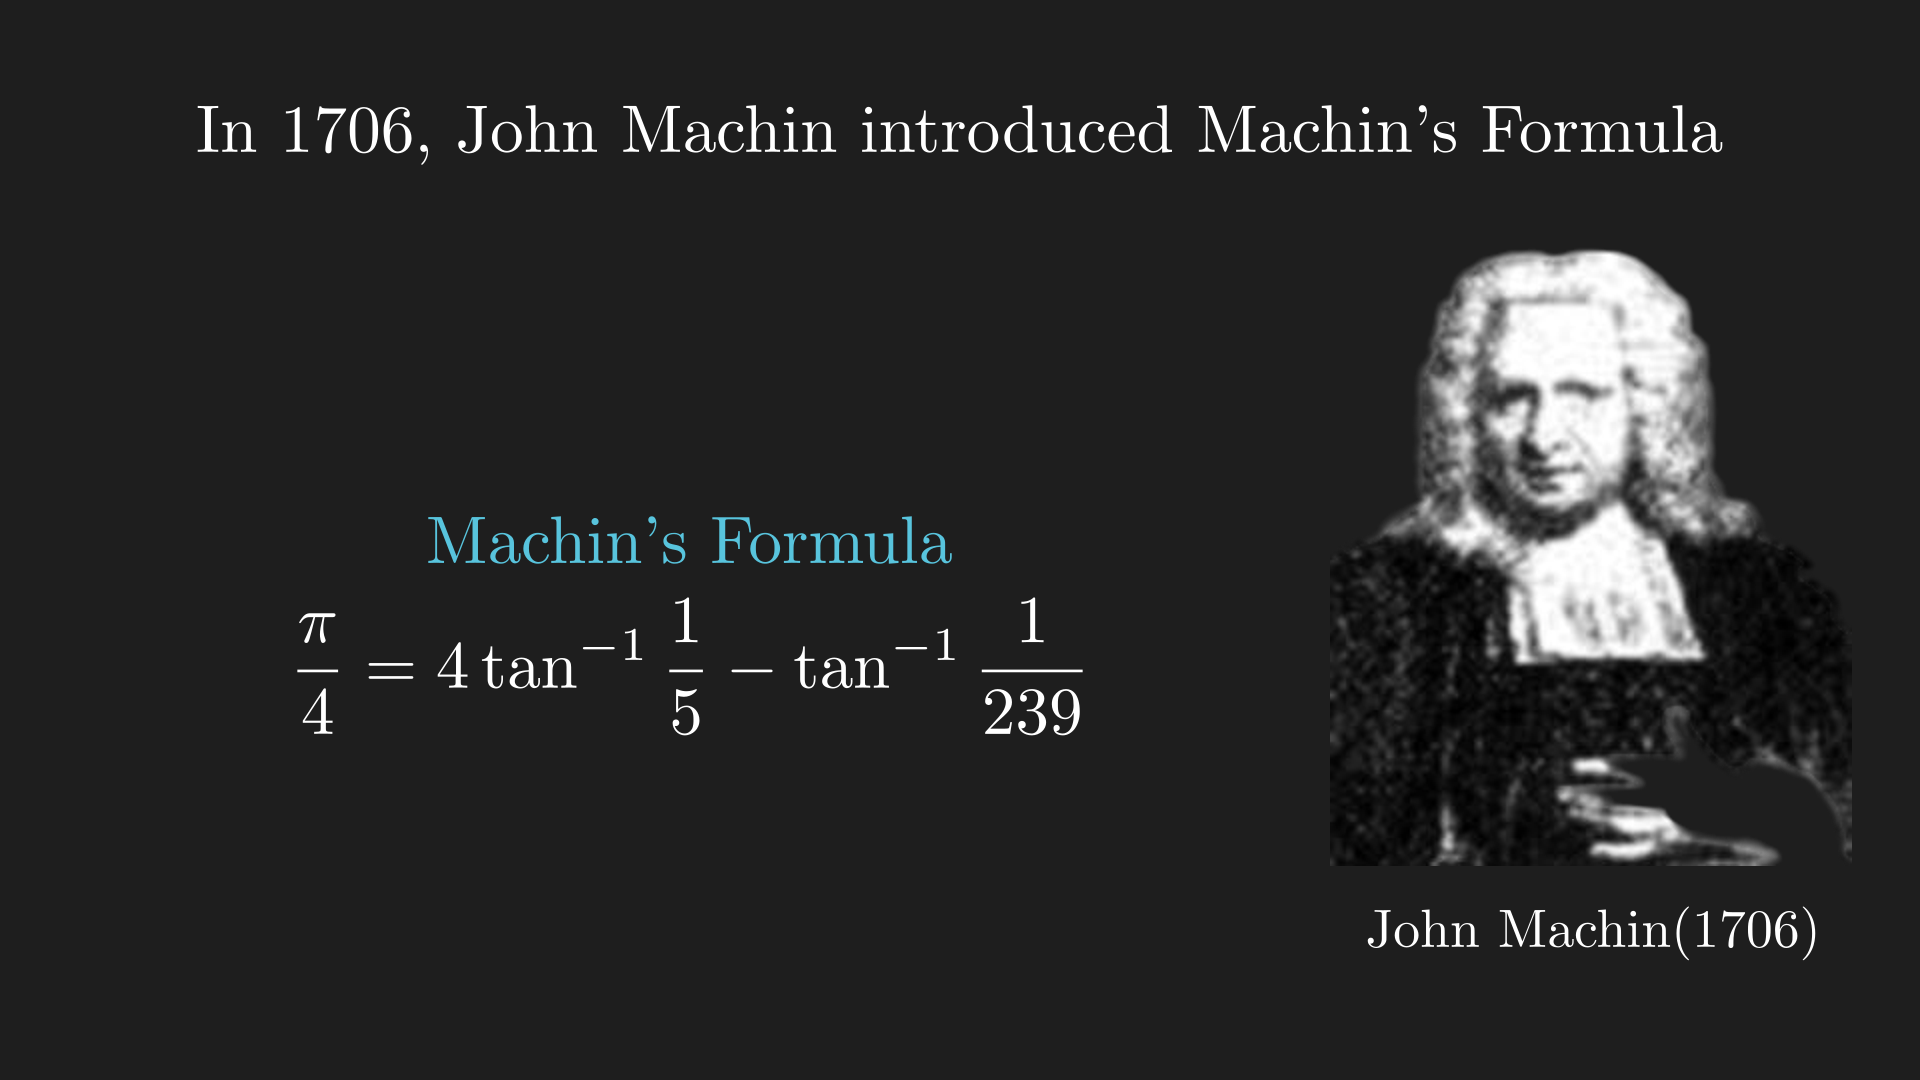 In 1706, John Machin introduced Machin's Formula
Machin's Formula
π/4 = 4 tan⁻¹ 1/5 − tan⁻¹ 1/239
John Machin(1706)